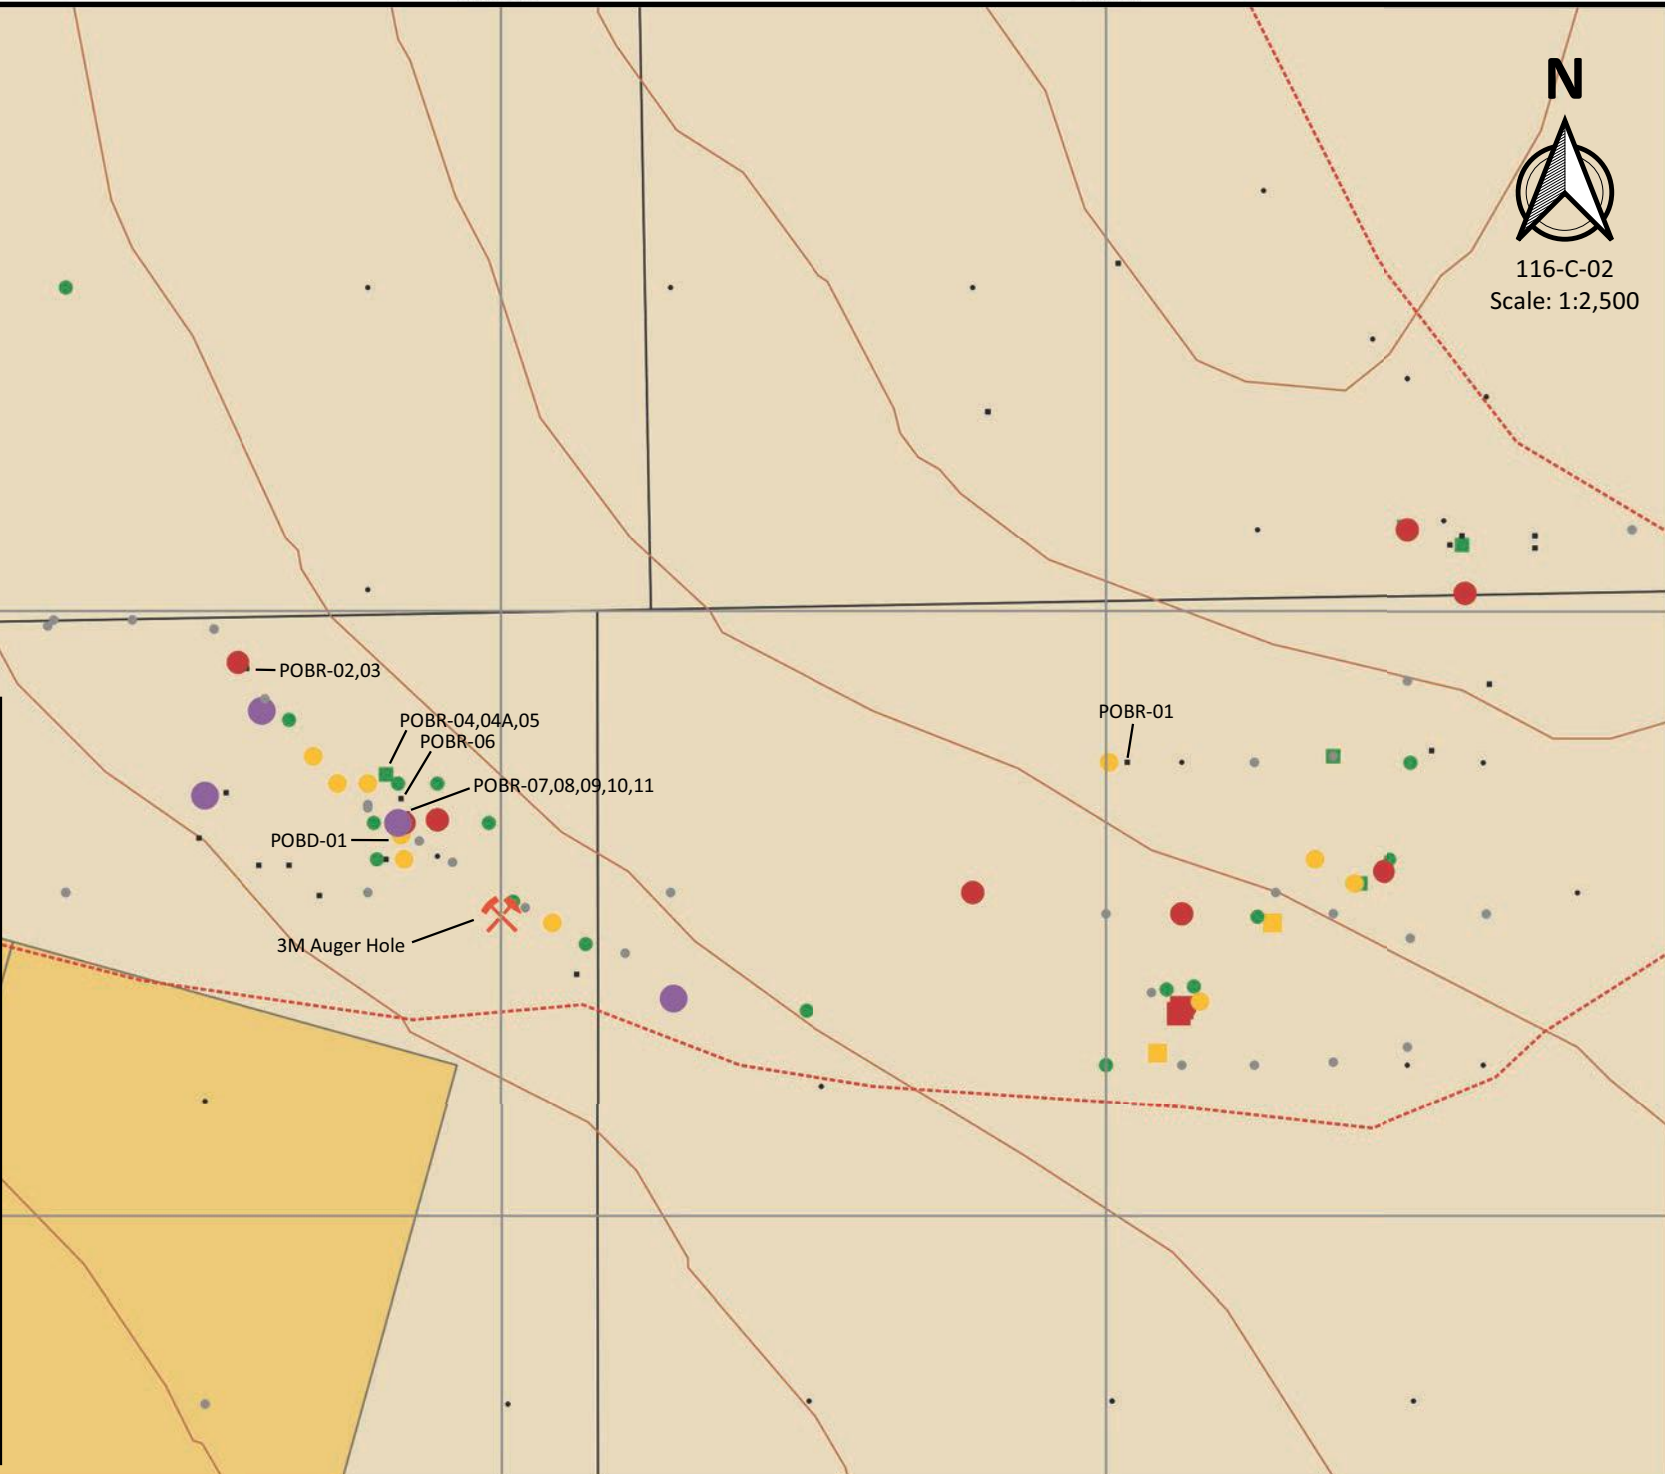 N
116-C-02
Scale: 1:2,500
POBR-02,03
POBR-04,04A,05
POBR-06
POBR-07,08,09,10,11
POBD-01
3M Auger Hole
POBR-01